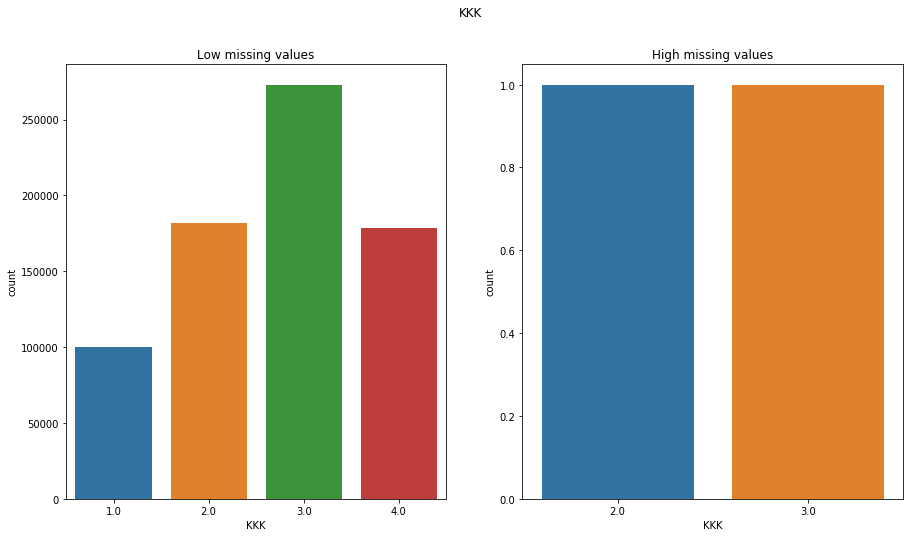 KKK
Low missing values
250000
200000
150000
100000
50000
0
count
1.0 2.0 3.0 4.0
KKK
High missing values
1.0
0.8
0.6
0.4
0.2
0.0
count
2.0 3.0
KKK